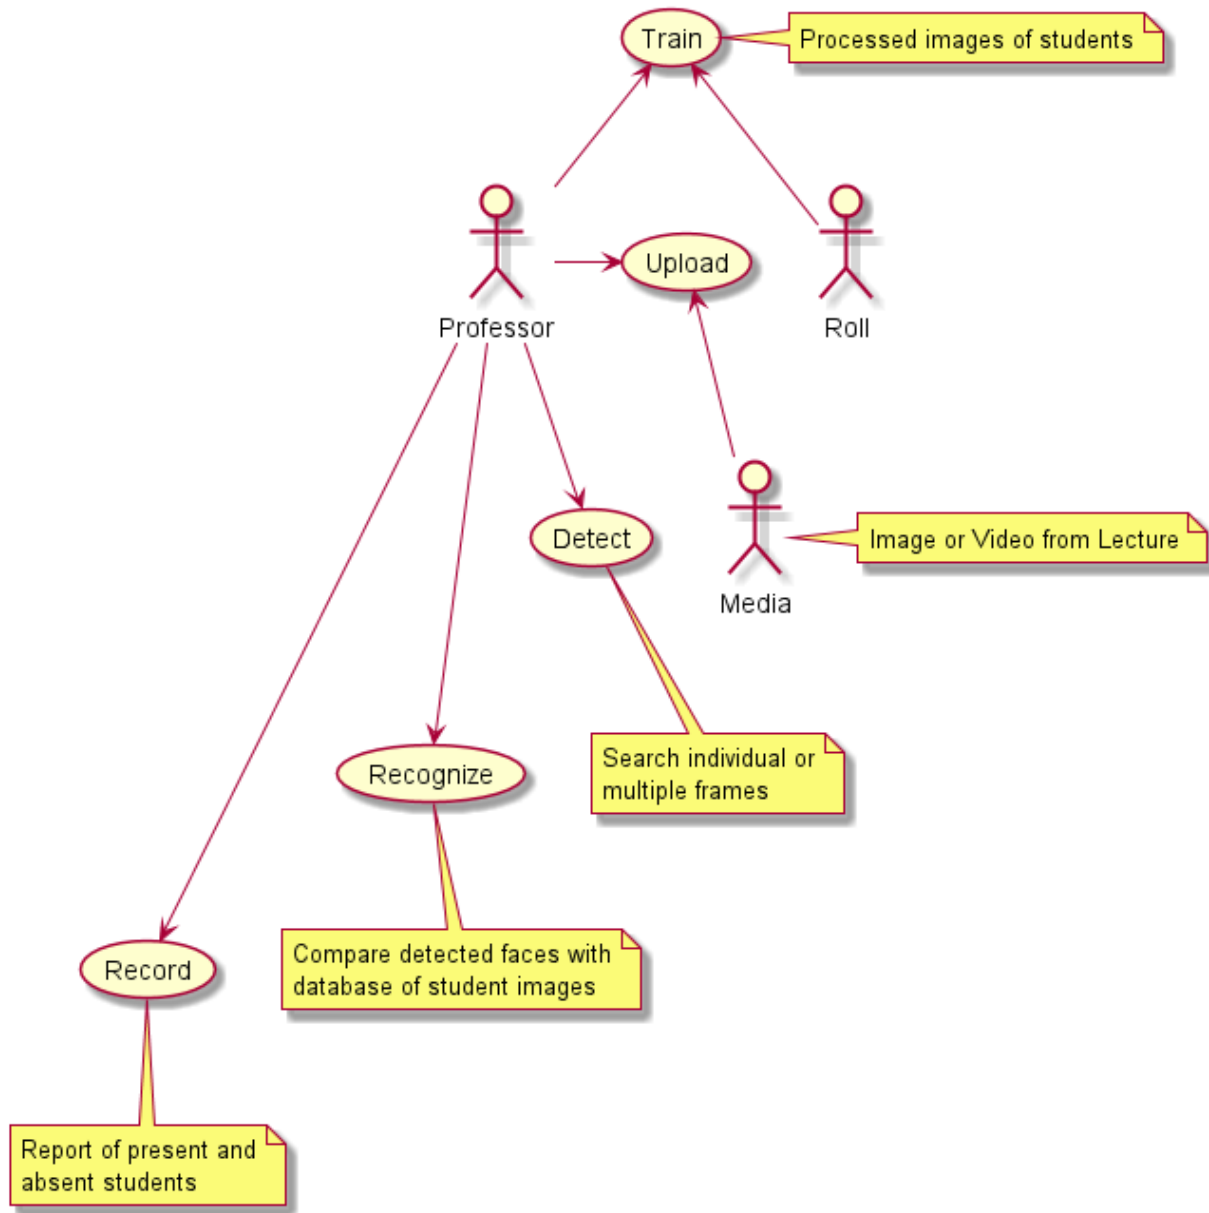 Train
Processed images of students
Professor
Upload
Roll
Detect
Media
Image or Video from Lecture
Recognize
Search individual or
multiple frames
Record
Compare detected faces with
database of student images
Report of present and
absent students